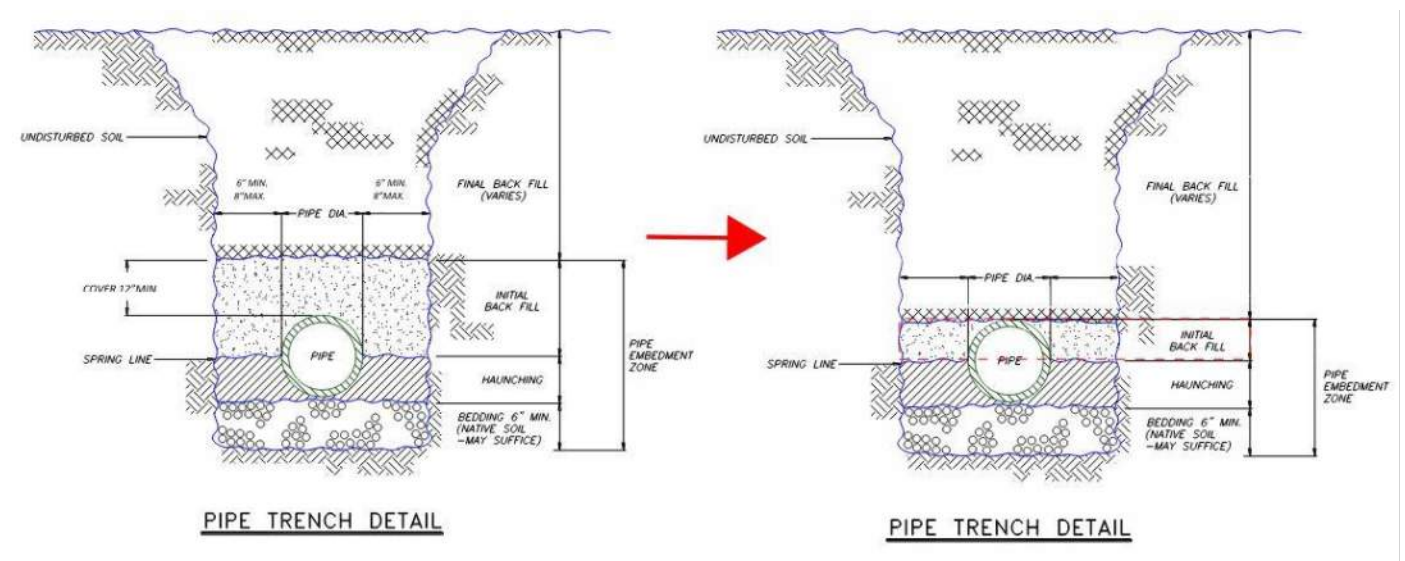 UNDISTURBED SOIL
6" MIN.
8"MAX.
6" MIN.
8"MAX.
PIPE DIA.
FINAL BACK FILL
(VARIES)
COVER 12"MIN.
INITIAL
BACK FILL
SPRING LINE
PIPE
PIPE
EMBEDMENT
ZONE
HAUNCHING
BEDDING 6" MIN.
(NATIVE SOIL
-MAY SUFFICE)
PIPE TRENCH DETAIL
UNDISTURBED SOIL
FINAL BACK FILL
(VARIES)
PIPE DIA.
INITIAL
BACK FILL
SPRING LINE
PIPE
HAUNCHING
PIPE
EMBEDMENT
ZONE
BEDDING 6" MIN.
(NATIVE SOIL
-MAY SUFFICE)
PIPE TRENCH DETAIL